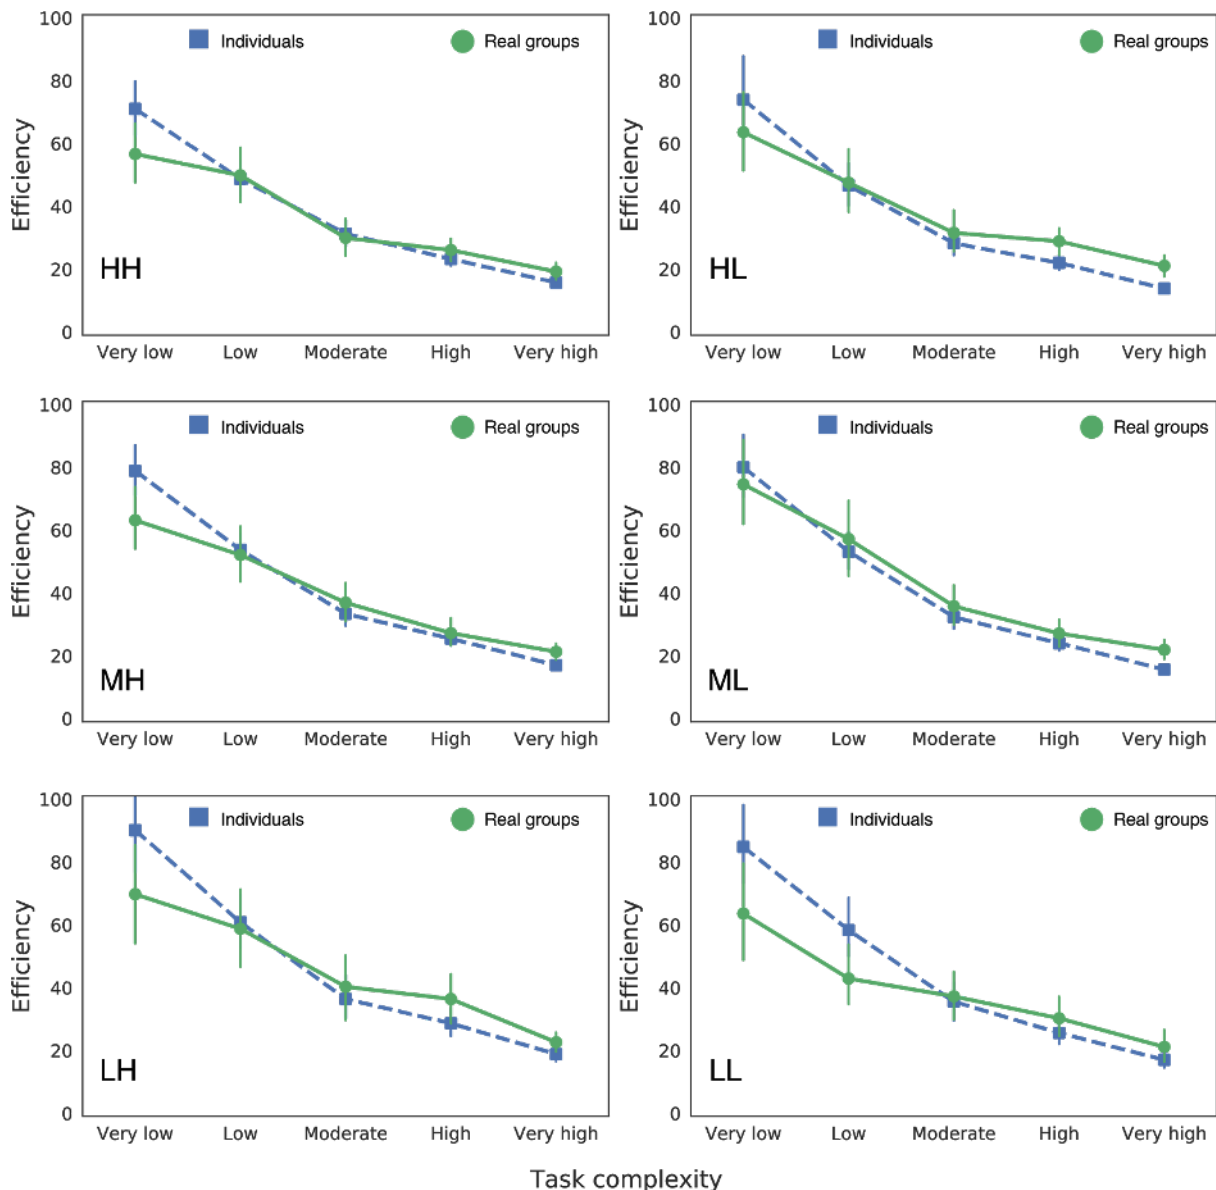 100
80
60
40
20
0
Efficiency
Individuals
Real groups
HH
Very low Low Moderate High Very high
100
80
60
40
20
0
Efficiency
Individuals
Real groups
HL
Very low Low Moderate High Very high
100
80
60
40
20
0
Efficiency
Individuals
Real groups
MH
Very low Low Moderate High Very high
100
80
60
40
20
0
Efficiency
Individuals
Real groups
ML
Very low Low Moderate High Very high
100
80
60
40
20
0
Efficiency
Individuals
Real groups
LH
Very low Low Moderate High Very high
100
80
60
40
20
0
Efficiency
Individuals
Real groups
LL
Very low Low Moderate High Very high
Task complexity